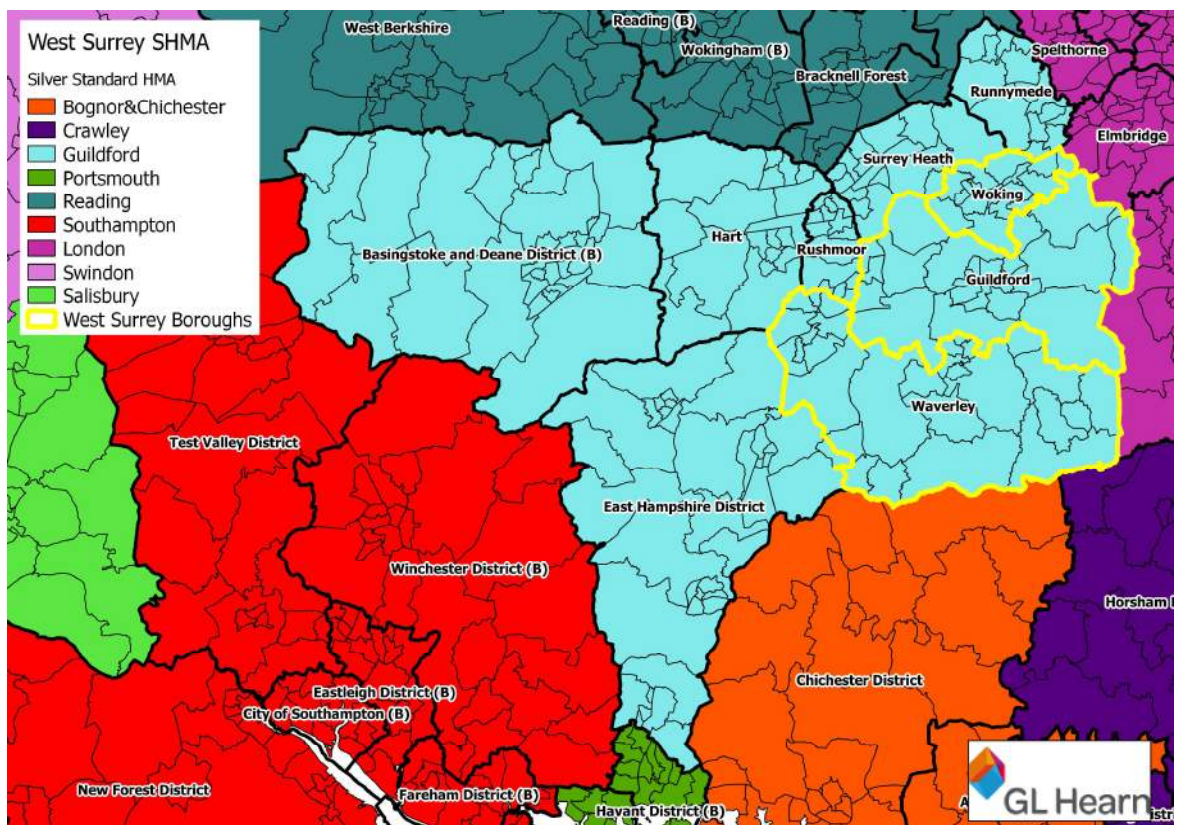 West Surrey SHMA
Silver Standard HMA
Bognor&Chichester
Crawley
Guildford
Portsmouth
Reading
Southampton
London
Swindon
Salisbury
West Surrey Boroughs
West Berkshire
Reading (B)
Wokingham (B)
Bracknell Forest
Spelthorne
Runnymede
Elmbridge
Surrey Heath
Woking
Basingstoke and Deane District (B)
Hart
Rushmoor
Guildford
Waverley
Test Valley District
East Hampshire District
Winchester District (B)
Horsham
Chichester District
Eastleigh District (B)
City of Southampton (B)
New Forest District
Fareham District (B)
Havant District (B)
GL Hearn